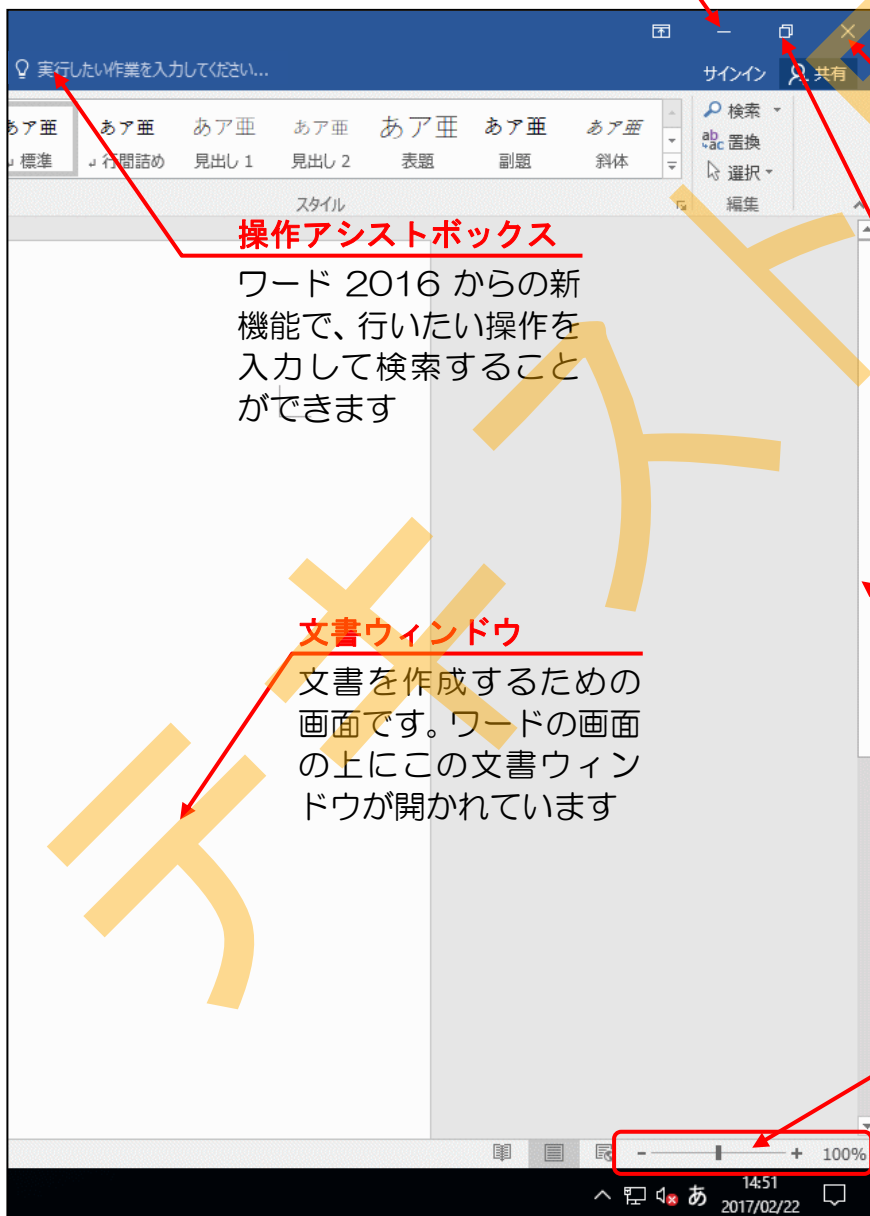 実行したい作業を入力してください...
サインイン 共有
あア亜 あア亜 あア亜 あア亜 あア亜 あア亜 あア亜
↲ 標準 ↲ 行間詰め 見出し 1 見出し 2 表題 副題 斜体
検索
置換
選択
スタイル 編集
操作アシストボックス
ワード 2016 からの新
機能で、行いたい操作を
入力して検索すること
ができます
文書ウィンドウ
文書を作成するための
画面です。ワードの画面
の上にこの文書ウィン
ドウが開かれています
テキスト
- + 100%
あ 14:51
2017/02/22